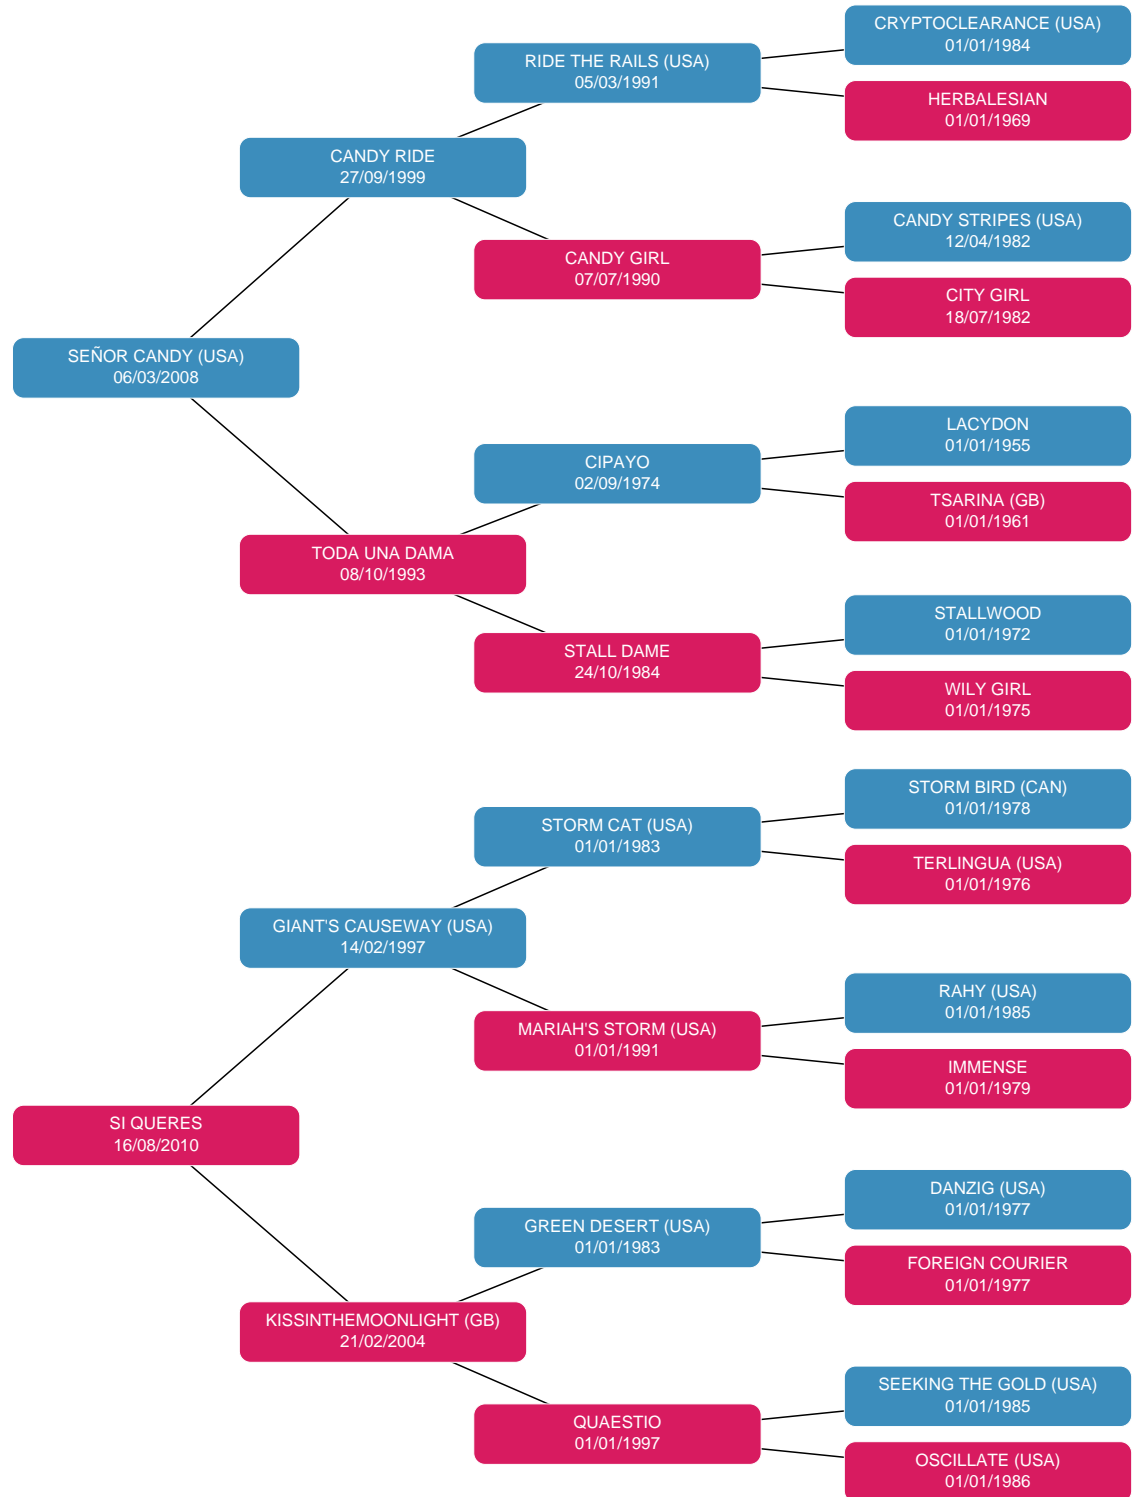 CRYPTOCLEARANCE (USA)
01/01/1984
RIDE THE RAILS (USA)
05/03/1991
HERBALESIAN
01/01/1969
CANDY RIDE
27/09/1999
CANDY STRIPES (USA)
12/04/1982
CANDY GIRL
07/07/1990
CITY GIRL
18/07/1982
SEÑOR CANDY (USA)
06/03/2008
LACYDON
01/01/1955
CIPAYO
02/09/1974
TSARINA (GB)
01/01/1961
TODA UNA DAMA
08/10/1993
STALLWOOD
01/01/1972
STALL DAME
24/10/1984
WILY GIRL
01/01/1975
STORM BIRD (CAN)
01/01/1978
STORM CAT (USA)
01/01/1983
TERLINGUA (USA)
01/01/1976
GIANT'S CAUSEWAY (USA)
14/02/1997
RAHY (USA)
01/01/1985
MARIAH'S STORM (USA)
01/01/1991
IMMENSE
01/01/1979
SI QUERES
16/08/2010
DANZIG (USA)
01/01/1977
GREEN DESERT (USA)
01/01/1983
FOREIGN COURIER
01/01/1977
KISSINTHEMOONLIGHT (GB)
21/02/2004
SEEKING THE GOLD (USA)
01/01/1985
QUAESTIO
01/01/1997
OSCILLATE (USA)
01/01/1986